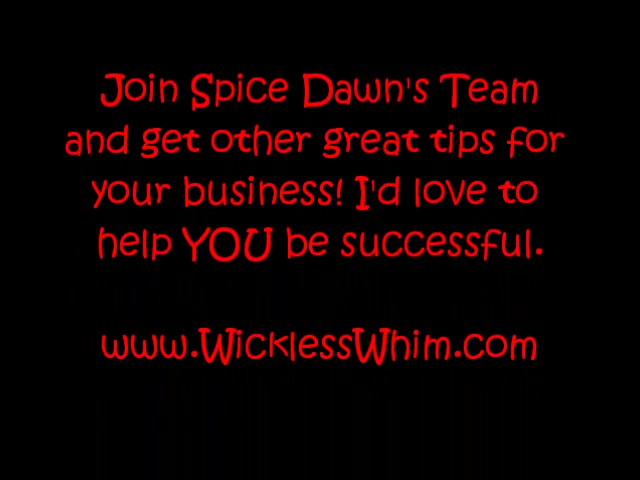 Join Spice Dawn's Team
and get other great tips for
your business! I'd love to
help YOU be successful.
www.WicklessWhim.com